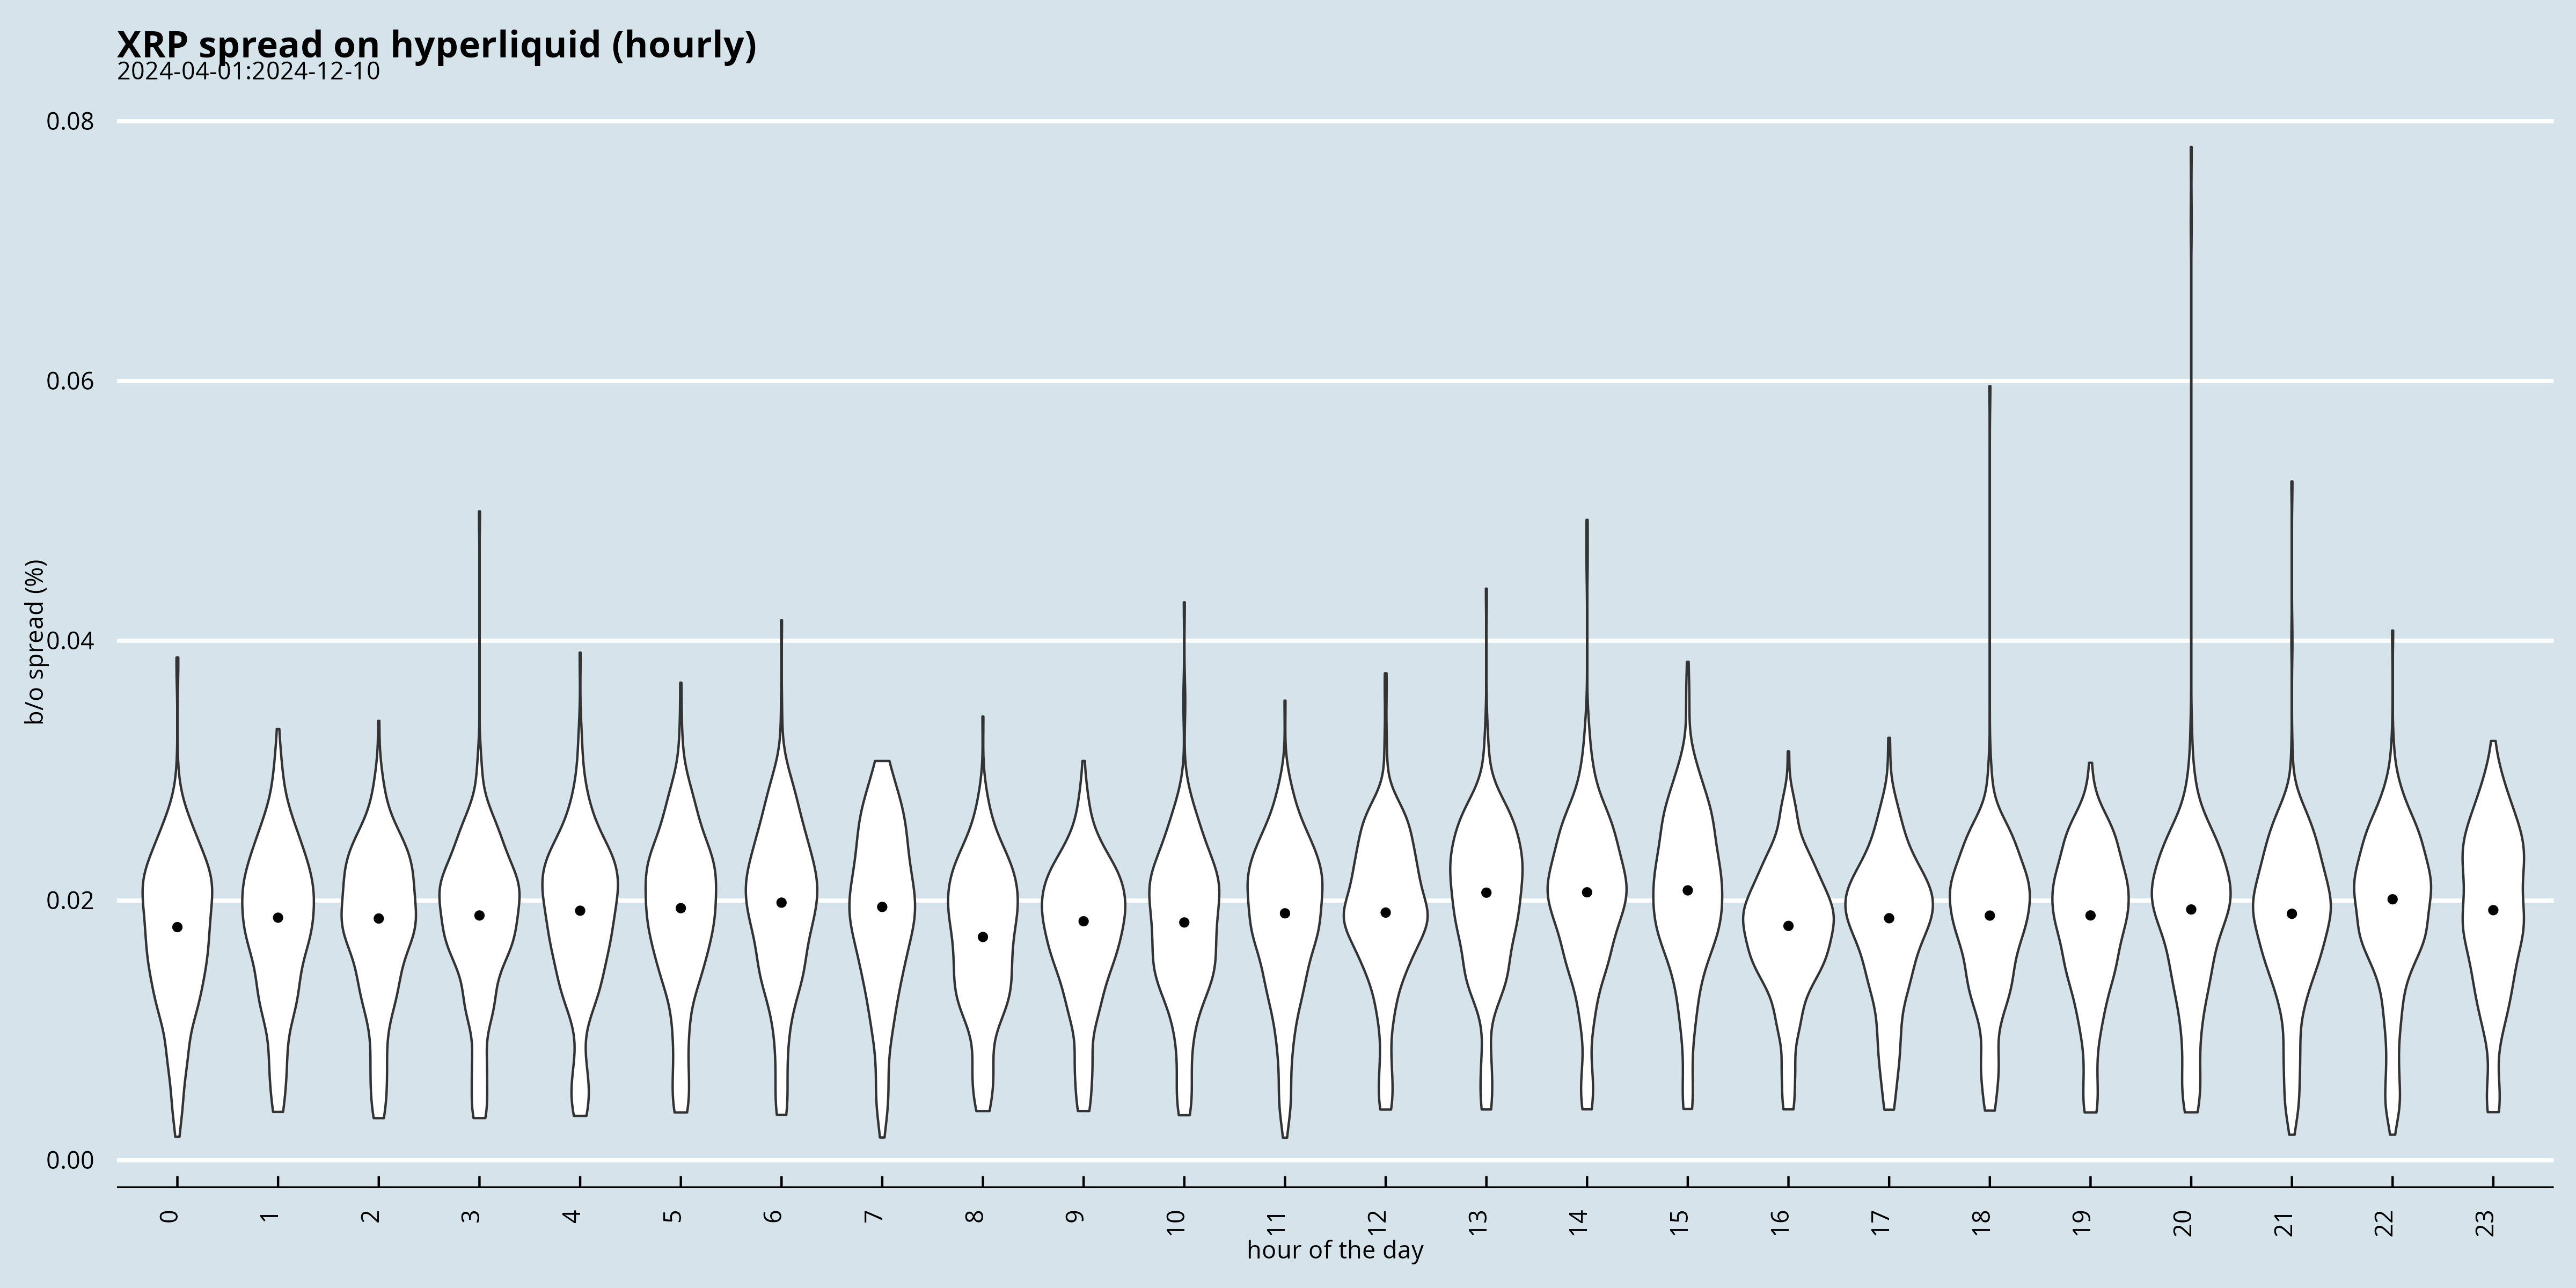 XRP spread on hyperliquid (hourly)
2024-04-01:2024-12-10
0.08
0.06
0.04
0.02
0.00
b/o spread (%)
0 1 2 3 4 5 6 7 8 9 10 11 12 13 14 15 16 17 18 19 20 21 22 23
hour of the day